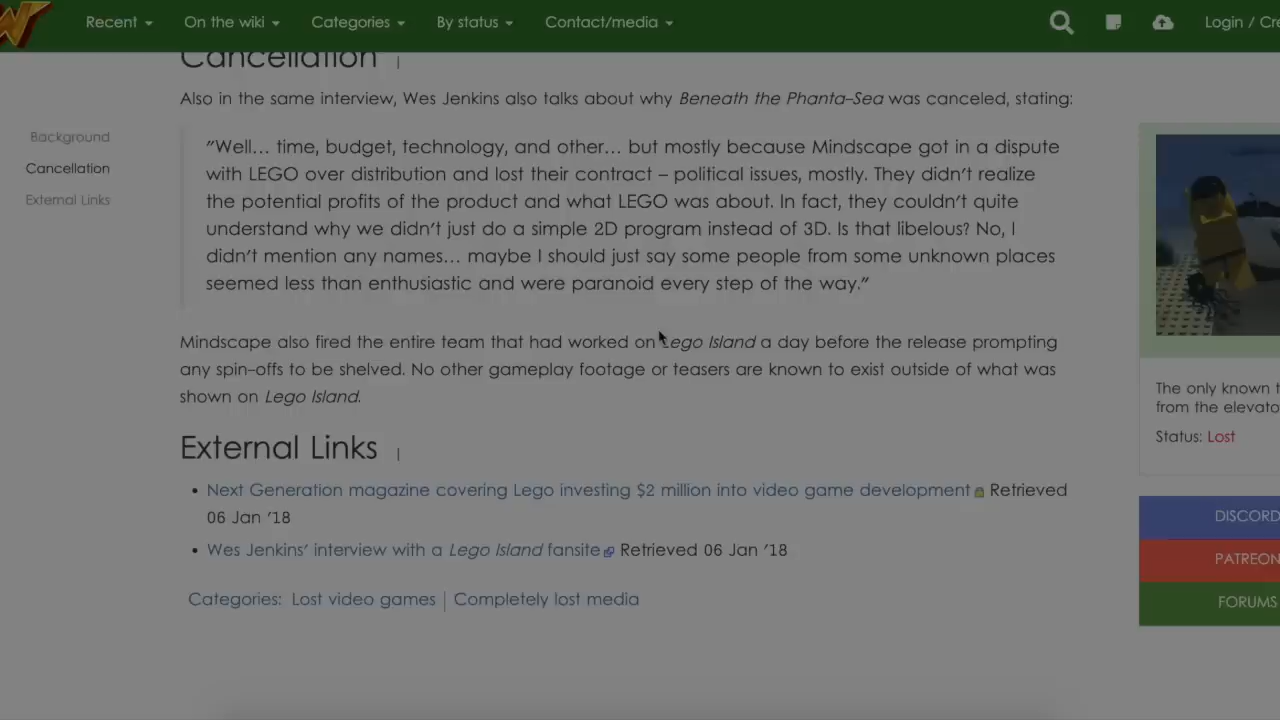 Recent On the wiki Categories By status Contact/media Login / Cre
Cancellation
Background
Cancellation
External Links
Also in the same interview, Wes Jenkins also talks about why Beneath the Phanta-Sea was canceled, stating:
"Well... time, budget, technology, and other... but mostly because Mindscape got in a dispute
with LEGO over distribution and lost their contract – political issues, mostly. They didn't realize
the potential profits of the product and what LEGO was about. In fact, they couldn't quite
understand why we didn't just do a simple 2D program instead of 3D. Is that libelous? No, I
didn't mention any names... maybe I should just say some people from some unknown places
seemed less than enthusiastic and were paranoid every step of the way."
Mindscape also fired the entire team that had worked on Lego Island a day before the release prompting
any spin-offs to be shelved. No other gameplay footage or teasers are known to exist outside of what was
shown on Lego Island.
External Links
• Next Generation magazine covering Lego investing $2 million into video game development Retrieved
06 Jan '18
• Wes Jenkins' interview with a Lego Island fansite Retrieved 06 Jan '18
Categories: Lost video games | Completely lost media
The only known t
from the elevato
Status: Lost
DISCORD
PATREON
FORUMS